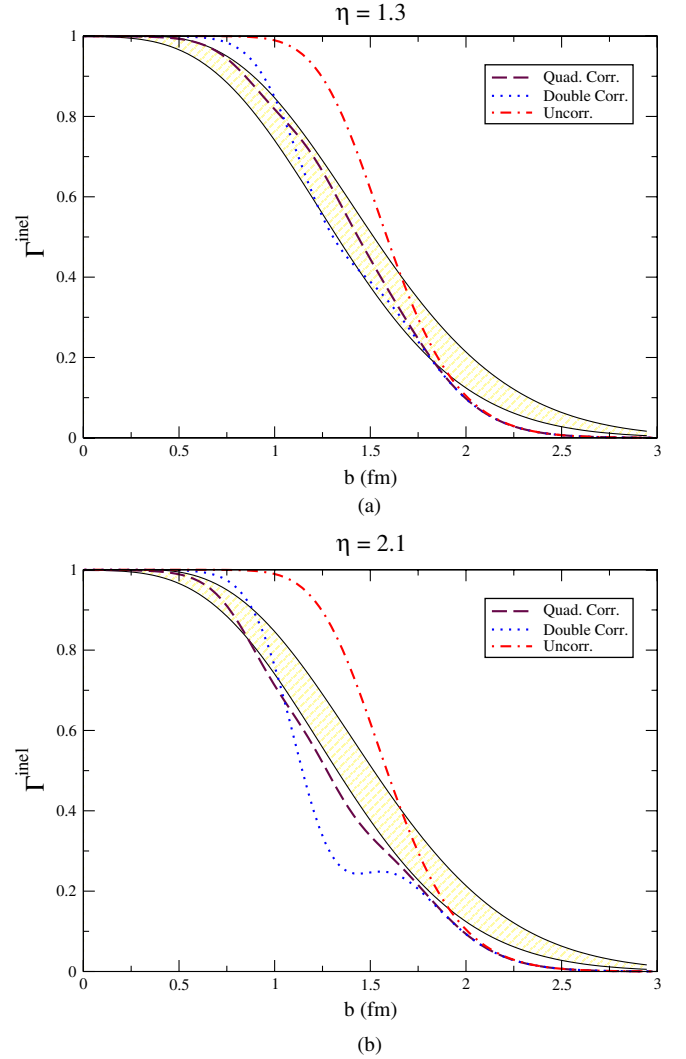 η = 1.3
1
0.8
0.6
0.4
0.2
0
Γ^inel
Quad. Corr.
Double Corr.
Uncorr.
0 0.5 1 1.5 2 2.5 3
b (fm)
(a)
η = 2.1
1
0.8
0.6
0.4
0.2
0
Γ^inel
Quad. Corr.
Double Corr.
Uncorr.
0 0.5 1 1.5 2 2.5 3
b (fm)
(b)